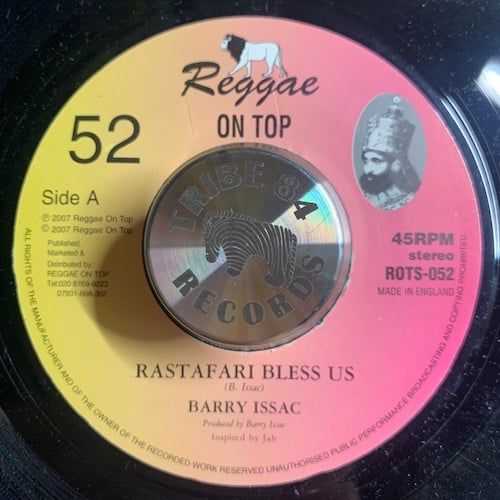 Reggae
ON TOP
52
Side A
℗ 2007 Reggae On Top
© 2007 Reggae On Top
Published,
Marketed &
Distributed by
REGGAE ON TOP
Tel:020 8769-9223
07931-868-362
TRIBE 84
RECORDS
45RPM
stereo
ROTS-052
MADE IN ENGLAND
RASTAFARI BLESS US
(B. Issac)
BARRY ISSAC
Produced by Barry Issac
Inspired by Jah
ALL RIGHTS OF THE MANUFACTURER AND OF THE OWNER OF THE RECORDED WORK RESERVED UNAUTHORISED PUBLIC PERFORMANCE BROADCASTING AND COPYING PROHIBITED.